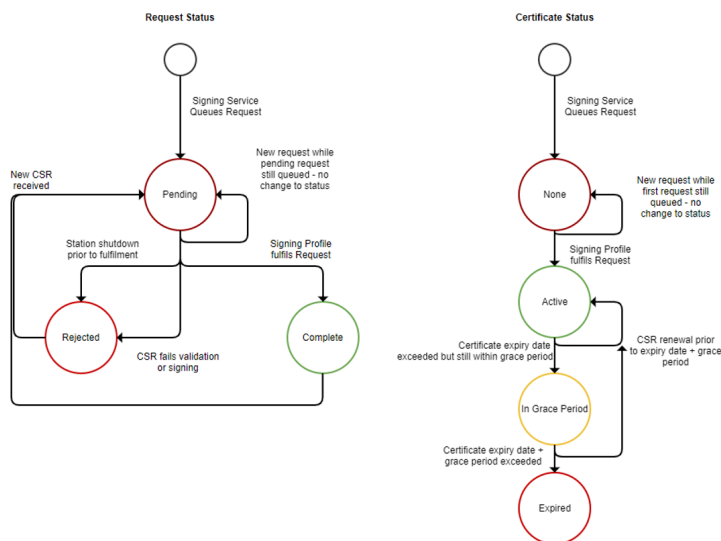 Request Status
Signing Service
Queues Request
New request while
pending request
still queued - no
change to status
New CSR
received
Pending
Station shutdown
prior to fulfilment
Signing Profile
fulfils Request
Rejected
Complete
CSR fails validation
or signing
Certificate Status
Signing Service
Queues Request
New request while
first request still
queued - no
change to status
None
Signing Profile
fulfils Request
Active
Certificate expiry date
exceeded but still within grace period
CSR renewal prior
to expiry date + grace
period
In Grace Period
Certificate expiry date +
grace period exceeded
Expired